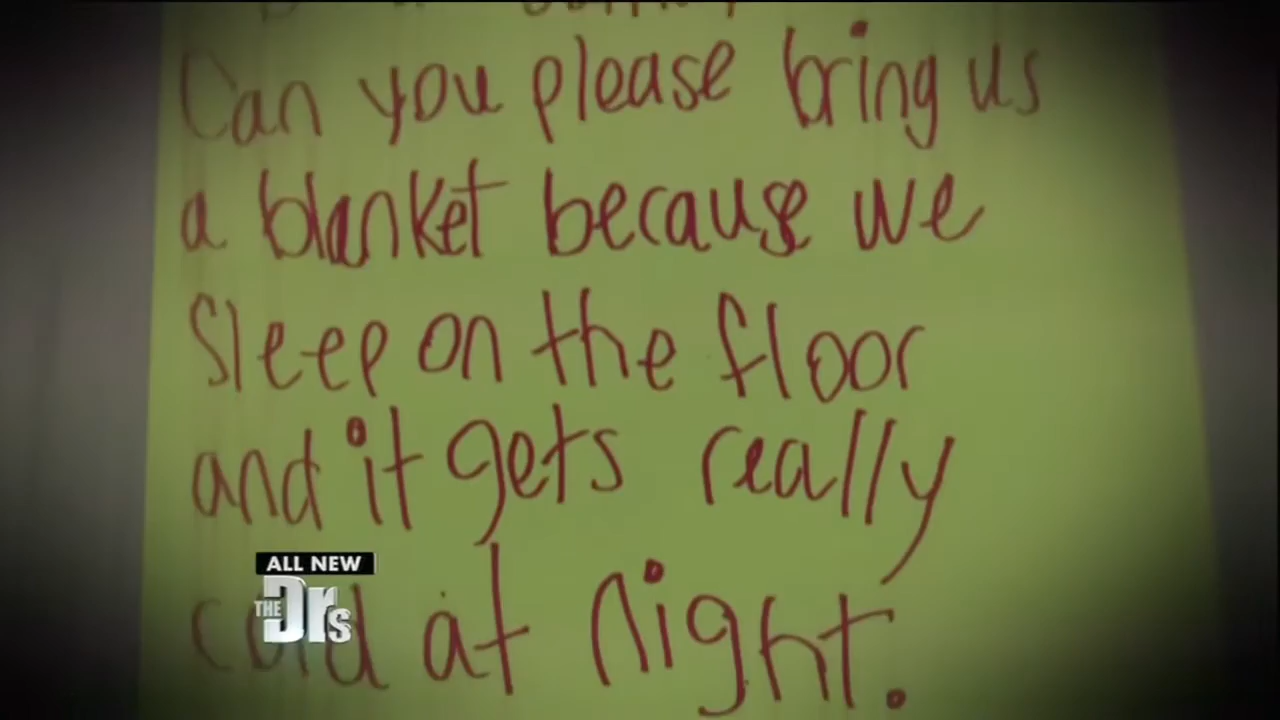 Can you please bring us
a blanket because we
sleep on the floor
and it gets really
cold at night.
ALL NEW
THE Drs